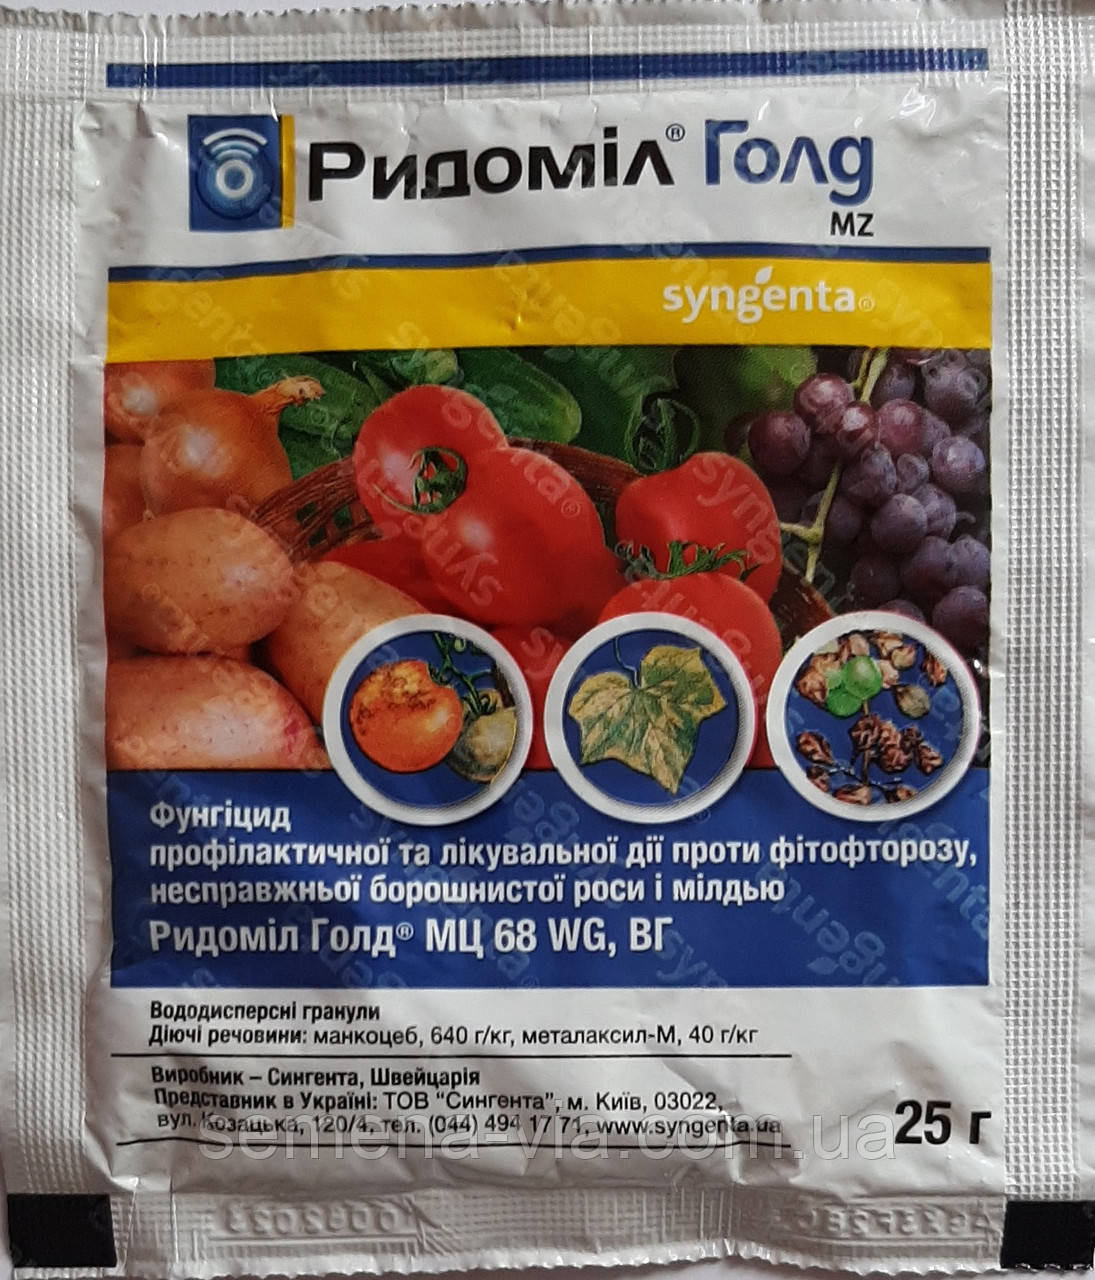 Ридоміл® Голд
MZ
syngenta®
Фунгіцид
профілактичної та лікувальної дії проти фітофторозу,
несправжньої борошнистої роси і мілдью
Ридоміл Голд® МЦ 68 WG, ВГ
Вододисперсні гранули
Діючі речовини: манкоцеб, 640 г/кг, металаксил-М, 40 г/кг
Виробник – Сингента, Швейцарія
Представник в Україні: ТОВ "Сингента", м. Київ, 03022,
вул. Козацька, 120/4, тел. (044) 494 17 71, www.syngenta.ua
25 г
semena-via.com.ua